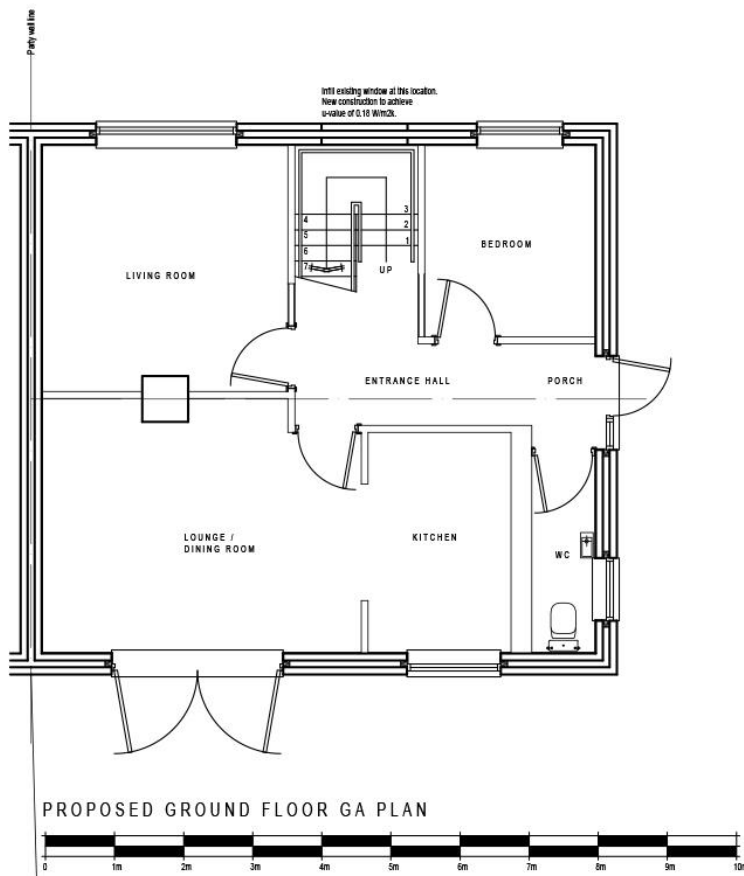 Party wall line
Infill existing window at this location.
New construction to achieve
u-value of 0.18 W/m2k.
4
3
5
2
6
1
7
UP
LIVING ROOM
BEDROOM
ENTRANCE HALL
PORCH
LOUNGE /
DINING ROOM
KITCHEN
WC
PROPOSED GROUND FLOOR GA PLAN
0 1m 2m 3m 4m 5m 6m 7m 8m 9m 10m